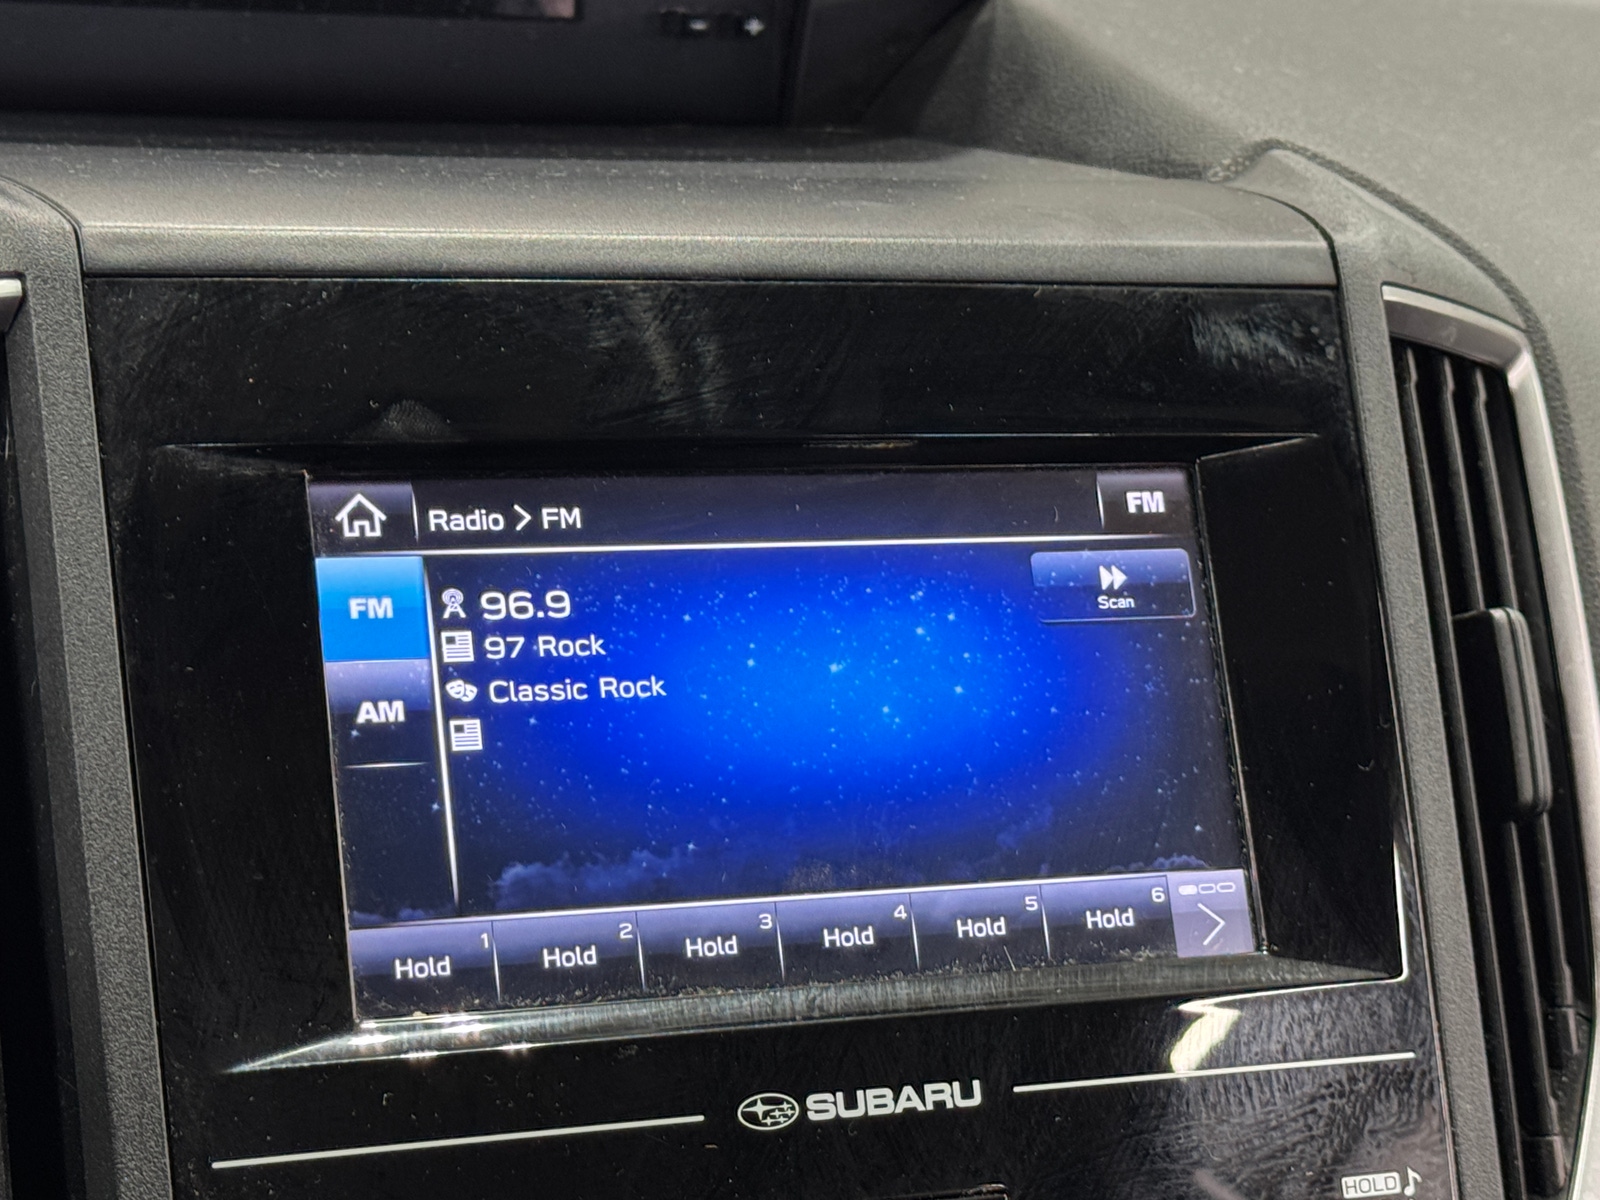 Radio > FM
FM
FM
96.9
Scan
97 Rock
Classic Rock
AM
1 2 3 4 5 6
Hold Hold Hold Hold Hold Hold
SUBARU
HOLD